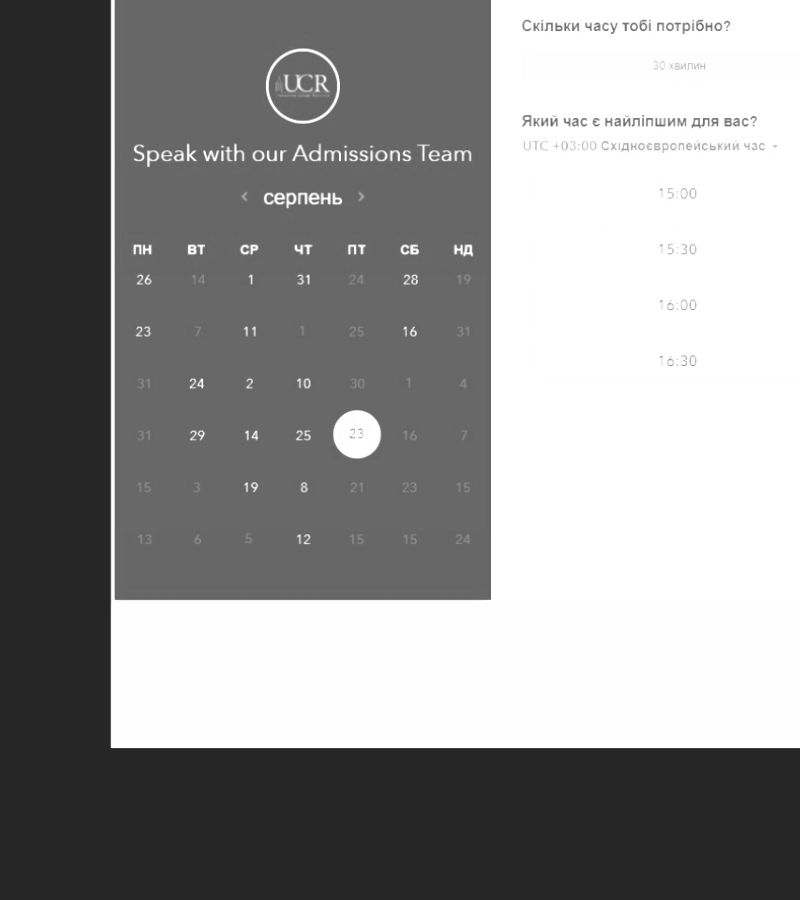 UCR
Speak with our Admissions Team
серпень
ПН ВТ СР ЧТ ПТ СБ НД
26 14 1 31 24 28 19
23 7 11 1 25 16 31
31 24 2 10 30 1 4
31 29 14 25 23 16 7
15 3 19 8 21 23 15
13 6 5 12 15 15 24
Скільки часу тобі потрібно?
30 хвилин
Який час є найліпшим для вас?
UTC +03:00 Східноєвропейський час
15:00
15:30
16:00
16:30